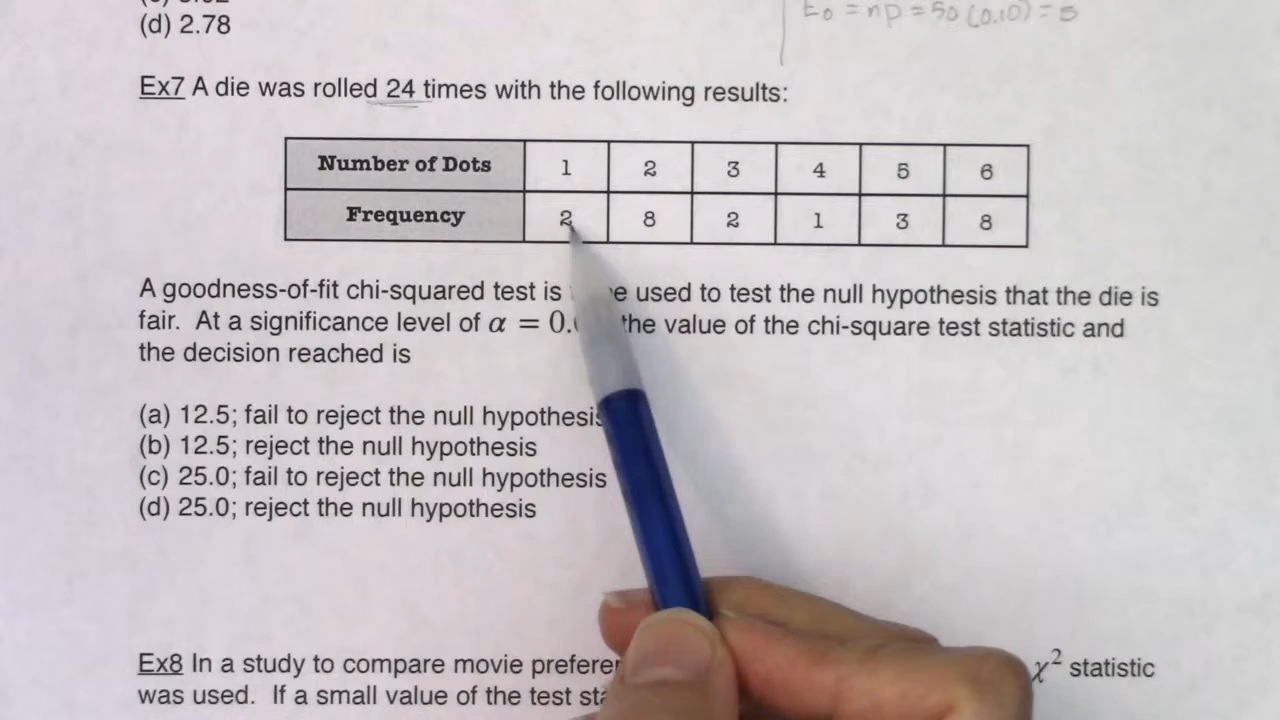 (d) 2.78
E₀ = np = 50 (0.10) = 5
Ex7 A die was rolled 24 times with the following results:
Number of Dots 1 2 3 4 5 6
Frequency 2 8 2 1 3 8
A goodness-of-fit chi-squared test is used to test the null hypothesis that the die is
fair. At a significance level of α = 0. the value of the chi-square test statistic and
the decision reached is
(a) 12.5; fail to reject the null hypothesis
(b) 12.5; reject the null hypothesis
(c) 25.0; fail to reject the null hypothesis
(d) 25.0; reject the null hypothesis
Ex8 In a study to compare movie χ² statistic
was used. If a small value of the test